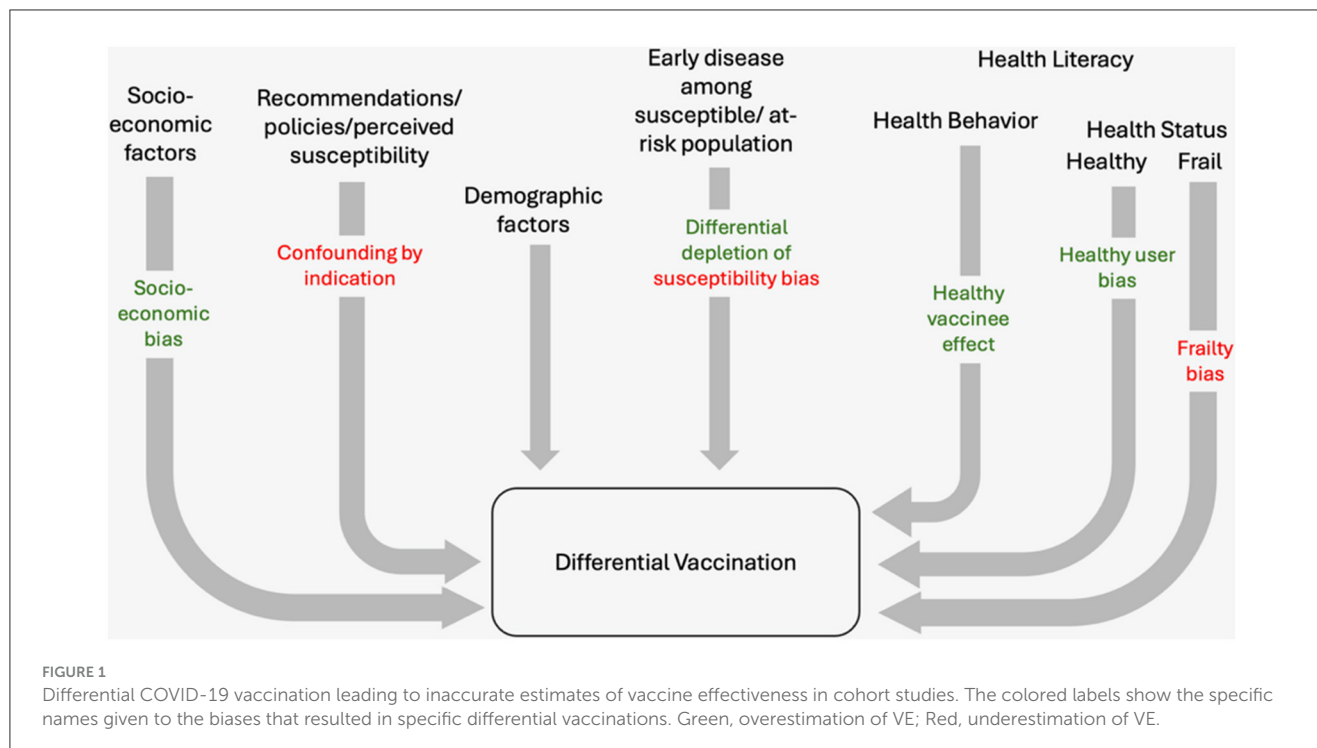 Socio-
economic
factors
Recommendations/
policies/perceived
susceptibility
Demographic
factors
Early disease
among
susceptible/ at-
risk population
Health Literacy
Health Behavior
Health Status
Healthy Frail
Socio-
economic
bias
Confounding by
indication
Differential
depletion of
susceptibility bias
Healthy
vaccinee
effect
Healthy user
bias
Frailty
bias
Differential Vaccination
FIGURE 1
Differential COVID-19 vaccination leading to inaccurate estimates of vaccine effectiveness in cohort studies. The colored labels show the specific
names given to the biases that resulted in specific differential vaccinations. Green, overestimation of VE; Red, underestimation of VE.